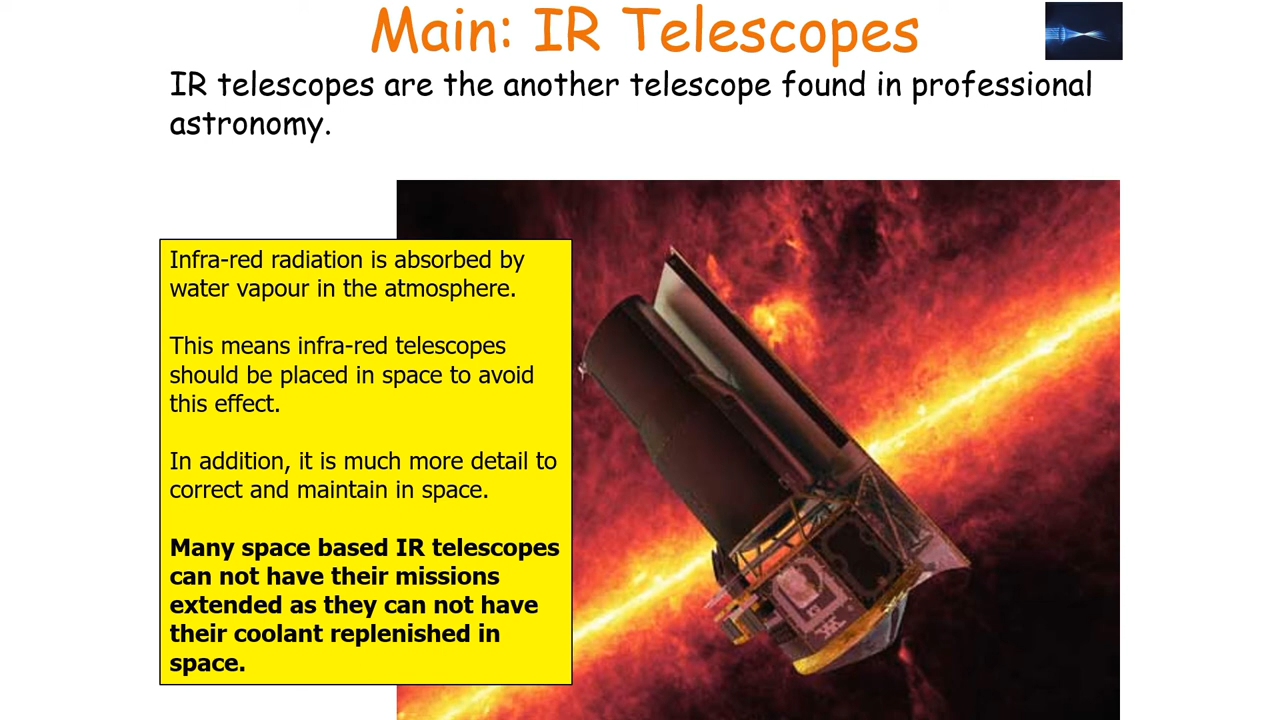 Main: IR Telescopes
IR telescopes are the another telescope found in professional
astronomy.
Infra-red radiation is absorbed by
water vapour in the atmosphere.
This means infra-red telescopes
should be placed in space to avoid
this effect.
In addition, it is much more detail to
correct and maintain in space.
Many space based IR telescopes
can not have their missions
extended as they can not have
their coolant replenished in
space.